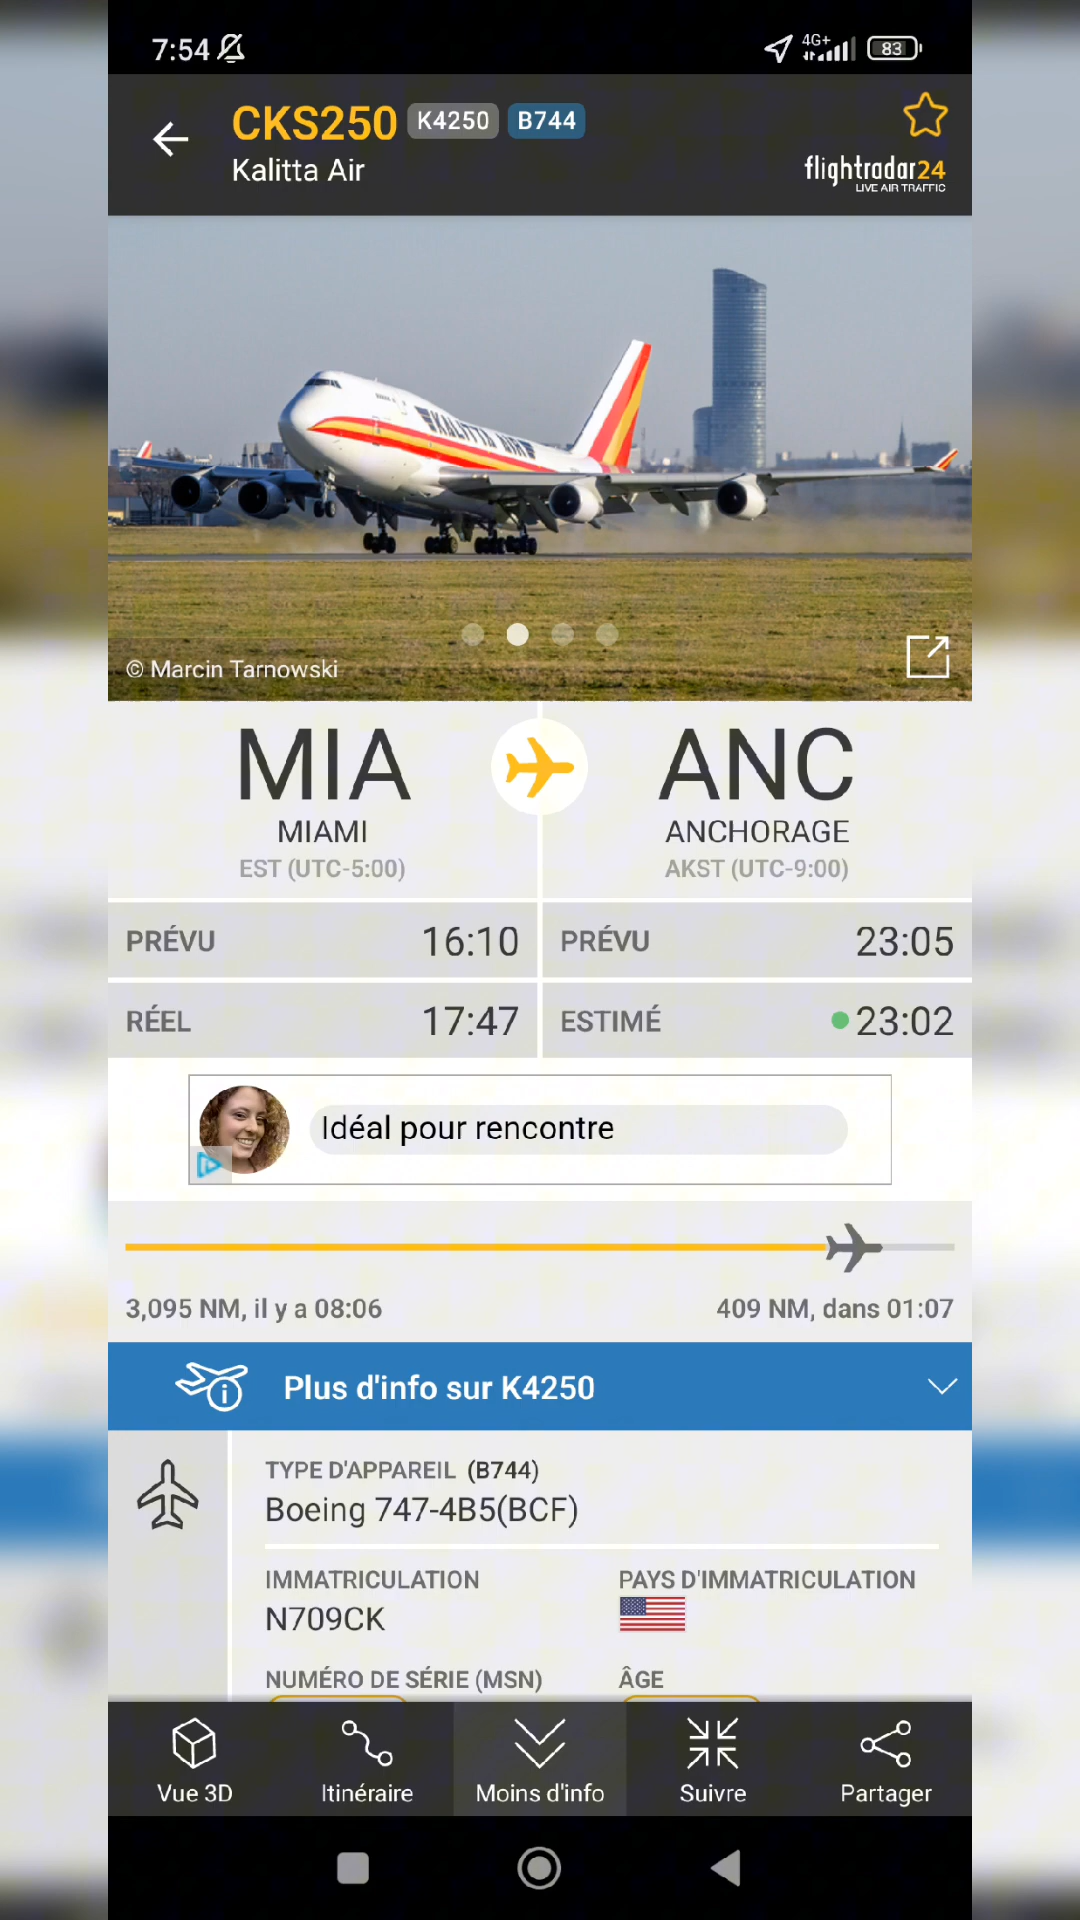 7:54
4G+
83
CKS250 K4250 B744
Kalitta Air
flightradar24
LIVE AIR TRAFFIC
KALITTA AIR
© Marcin Tarnowski
MIA
MIAMI
EST (UTC-5:00)
ANC
ANCHORAGE
AKST (UTC-9:00)
PRÉVU 16:10
PRÉVU 23:05
RÉEL 17:47
ESTIMÉ 23:02
Idéal pour rencontre
3,095 NM, il y a 08:06
409 NM, dans 01:07
Plus d'info sur K4250
TYPE D'APPAREIL (B744)
Boeing 747-4B5(BCF)
IMMATRICULATION
N709CK
PAYS D'IMMATRICULATION
NUMÉRO DE SÉRIE (MSN)
ÂGE
Vue 3D
Itinéraire
Moins d'info
Suivre
Partager